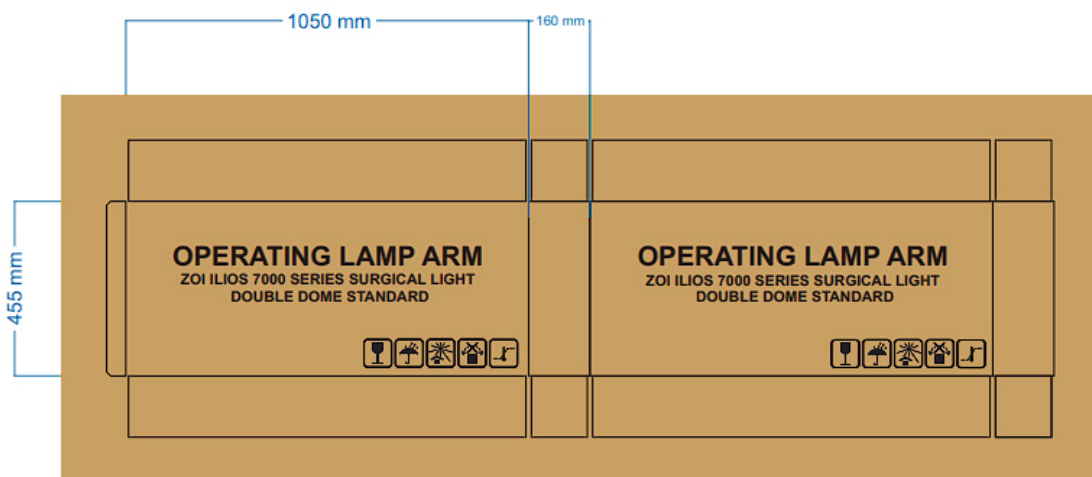 1050 mm
160 mm
455 mm
OPERATING LAMP ARM
ZOI ILIOS 7000 SERIES SURGICAL LIGHT
DOUBLE DOME STANDARD
OPERATING LAMP ARM
ZOI ILIOS 7000 SERIES SURGICAL LIGHT
DOUBLE DOME STANDARD